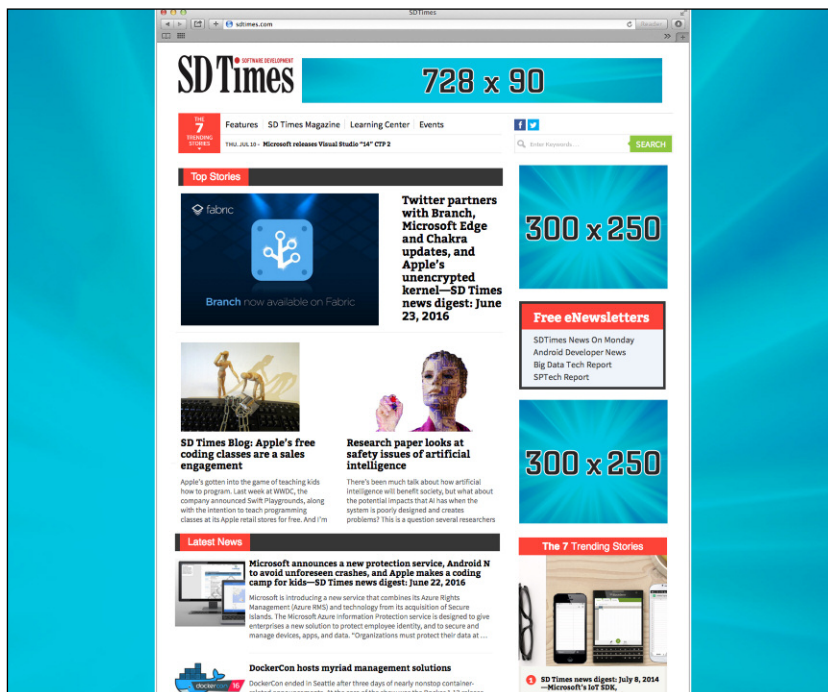 SDTimes
sdtimes.com
Reader
SOFTWARE DEVELOPMENT
SD Times
728 x 90
THE
7
TRENDING
STORIES
Features
SD Times Magazine
Learning Center
Events
THU. JUL 10 - Microsoft releases Visual Studio "14" CTP 2
Enter Keywords...
SEARCH
Top Stories
fabric
Branch now available on Fabric
Twitter partners
with Branch,
Microsoft Edge
and Chakra
updates, and
Apple's
unencrypted
kernel—SD Times
news digest: June
23, 2016
300 x 250
Free eNewsletters
SDTimes News On Monday
Android Developer News
Big Data Tech Report
SPTech Report
SD Times Blog: Apple's free
coding classes are a sales
engagement
Apple's gotten into the game of teaching kids
how to program. Last week at WWDC, the
company announced Swift Playgrounds, along
with the intention to teach programming
classes at its Apple retail stores for free. And I'm
Research paper looks at
safety issues of artificial
intelligence
There's been much talk about how artificial
intelligence will benefit society, but what about
the potential impacts that AI has when the
system is poorly designed and creates
problems? This is a question several researchers
300 x 250
Latest News
Microsoft announces a new protection service, Android N
to avoid unforeseen crashes, and Apple makes a coding
camp for kids—SD Times news digest: June 22, 2016
Microsoft is introducing a new service that combines its Azure Rights
Management (Azure RMS) and technology from its acquisition of Secure
Islands. The Microsoft Azure Information Protection service is designed to give
enterprises a new solution to protect employee identity, and to secure and
manage devices, apps, and data. "Organizations must protect their data at ...
dockercon 16
DockerCon hosts myriad management solutions
DockerCon ended in Seattle after three days of nearly nonstop container-
The 7 Trending Stories
1
SD Times news digest: July 8, 2014
—Microsoft's IoT SDK,